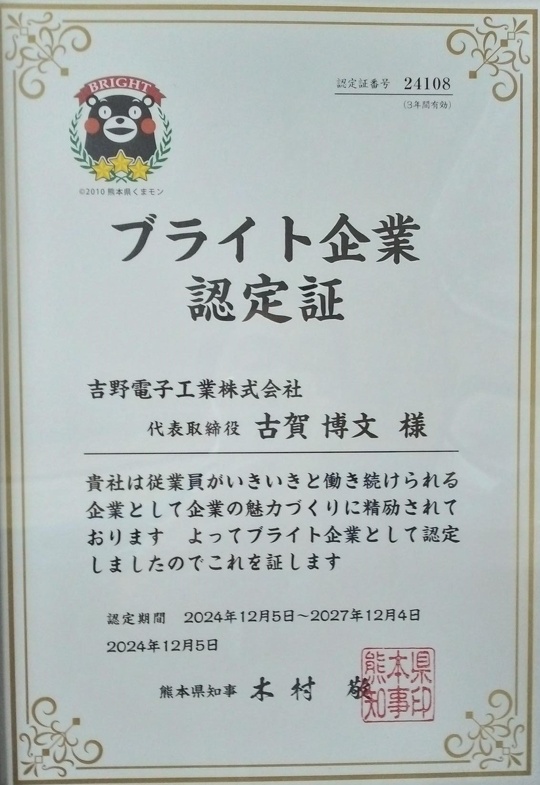 BRIGHT
©2010 熊本県くまモン
認定証番号 24108
(3年間有効)
ブライト企業
認定証
吉野電子工業株式会社
代表取締役 古賀 博文 様
貴社は従業員がいきいきと働き続けられる
企業として企業の魅力づくりに精励されて
おります よってブライト企業として認定
しましたのでこれを証します
認定期間 2024年12月5日～2027年12月4日
2024年12月5日
熊本県知事 木村 敬
熊本県知事印